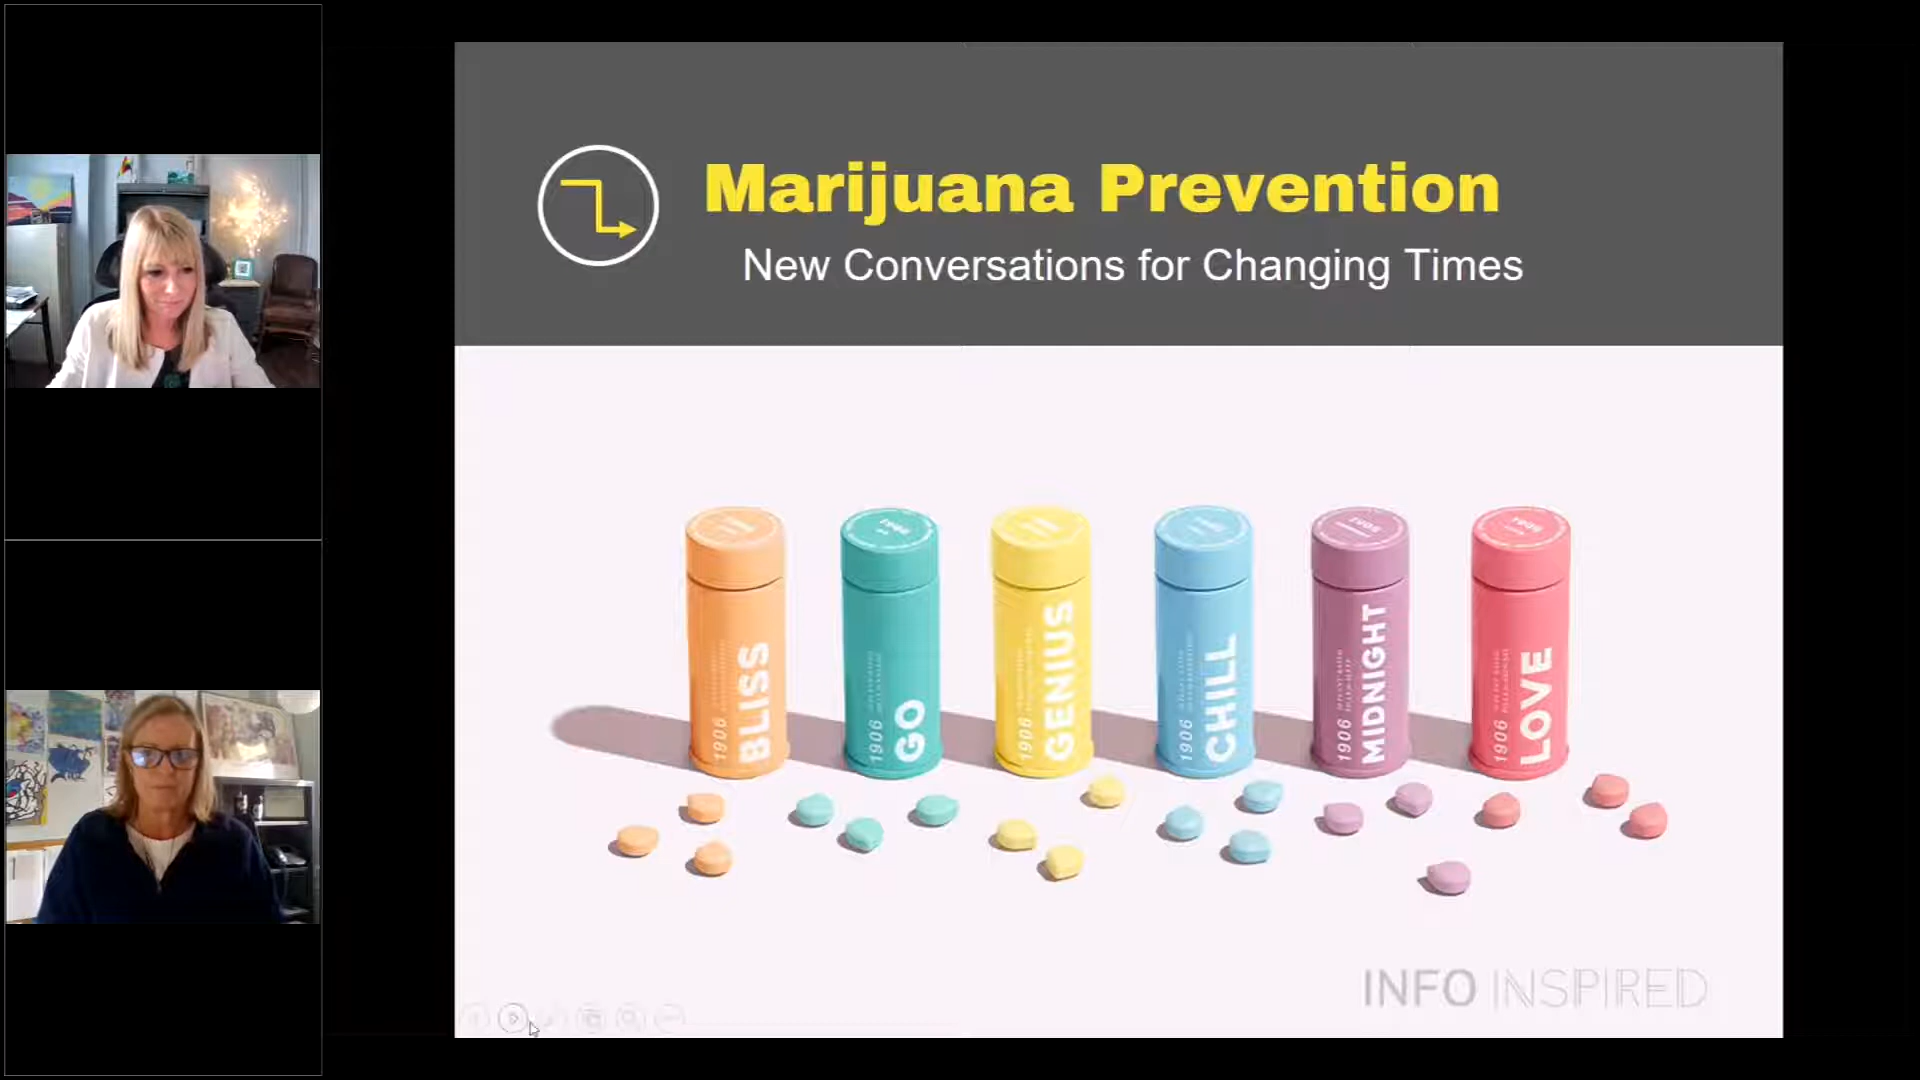 Marijuana Prevention
New Conversations for Changing Times
1906 BLISS
1906 GO
1906 GENIUS
1906 CHILL
1906 MIDNIGHT
1906 LOVE
INFO INSPIRED